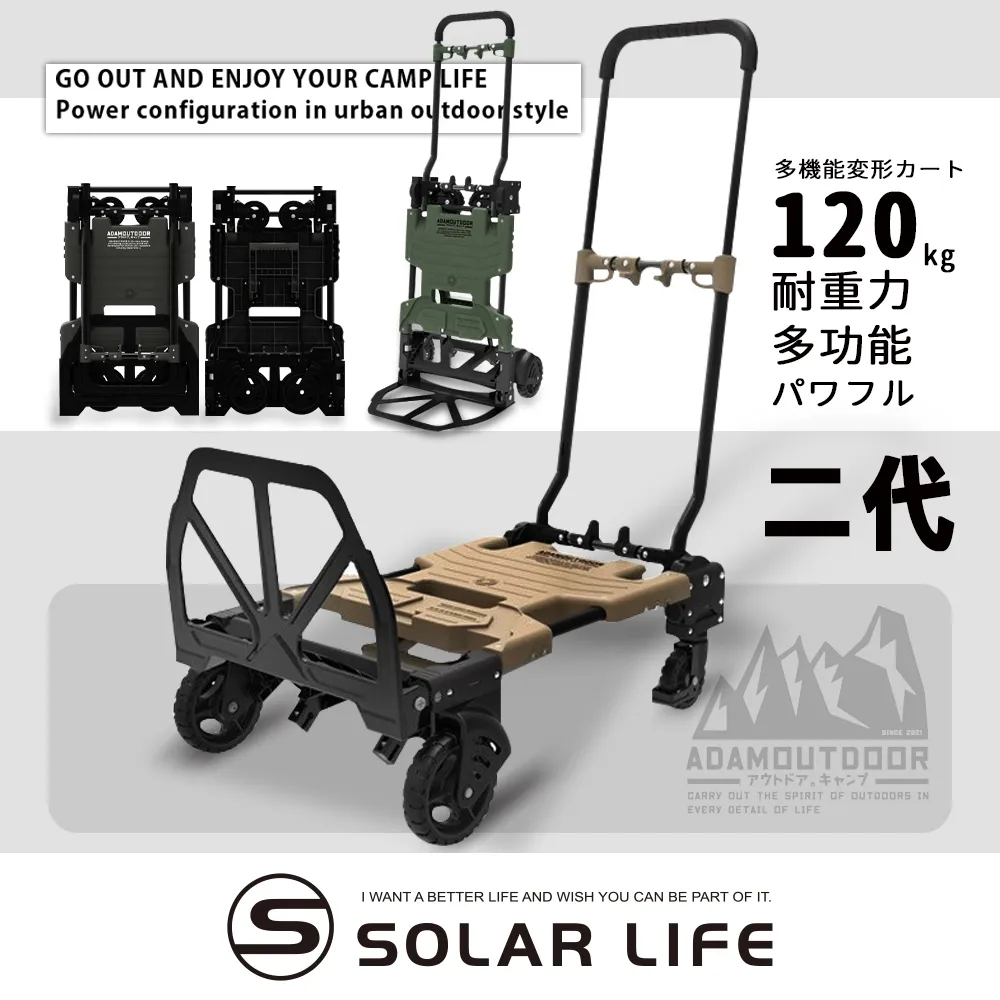 GO OUT AND ENJOY YOUR CAMP LIFE
Power configuration in urban outdoor style
多機能変形カート
120kg
耐重力
多功能
パワフル
二代
ADAMOUTDOOR
ADAMOUTDOOR
ADAMOUTDOOR
SINCE 2021
ADAMOUTDOOR
アウトドア。キャンプ
CARRY OUT THE SPIRIT OF OUTDOORS IN
EVERY DETAIL OF LIFE
I WANT A BETTER LIFE AND WISH YOU CAN BE PART OF IT.
SOLAR LIFE